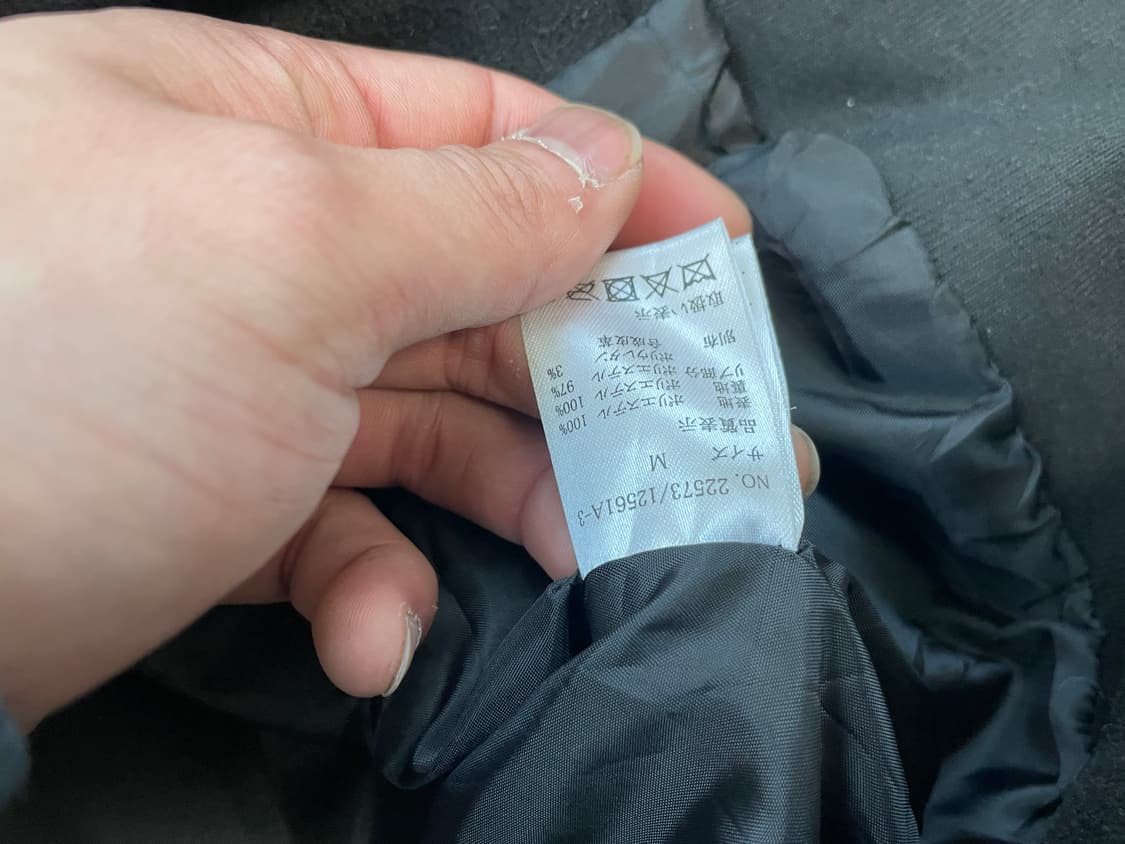 NO. 22573/12561A-3
サイズ M
品質表示
表地 ポリエステル 100%
裏地 ポリエステル 100%
リブ部分 ポリエステル 97%
ポリウレタン 3%
別布 合成皮革
取扱い表示